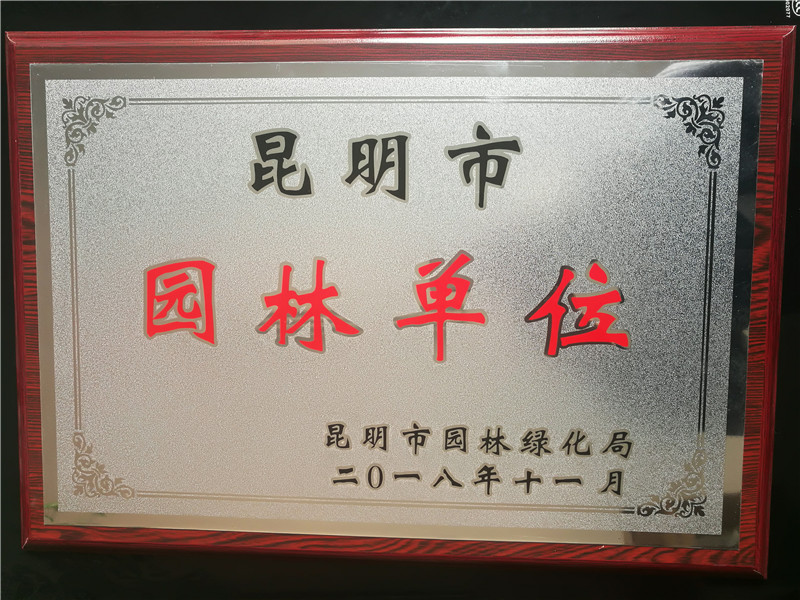 昆明市
园林单位
昆明市园林绿化局
二〇一八年十一月